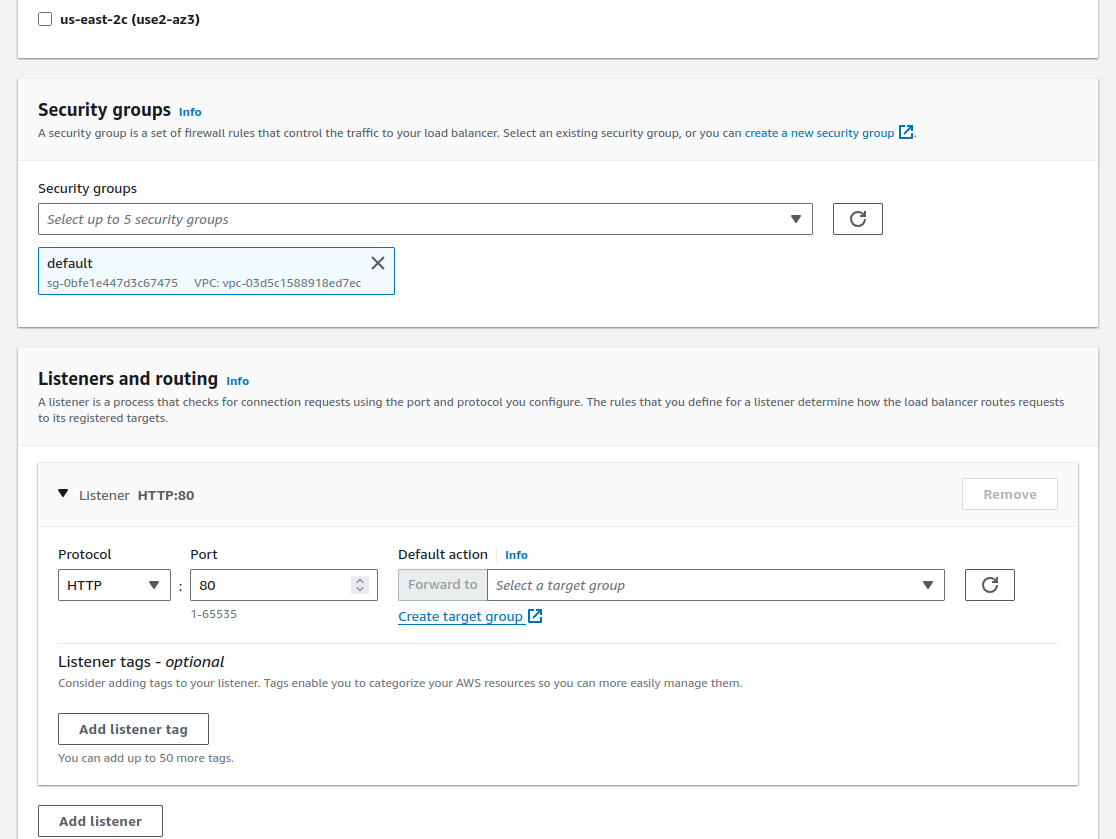 us-east-2c (use2-az3)
Security groups Info
A security group is a set of firewall rules that control the traffic to your load balancer. Select an existing security group, or you can create a new security group .
Security groups
Select up to 5 security groups
default
sg-0bfe1e447d3c67475 VPC: vpc-03d5c1588918ed7ec
Listeners and routing Info
A listener is a process that checks for connection requests using the port and protocol you configure. The rules that you define for a listener determine how the load balancer routes requests
to its registered targets.
Listener HTTP:80 Remove
Protocol Port Default action Info
HTTP : 80 Forward to Select a target group
1-65535 Create target group
Listener tags - optional
Consider adding tags to your listener. Tags enable you to categorize your AWS resources so you can more easily manage them.
Add listener tag
You can add up to 50 more tags.
Add listener